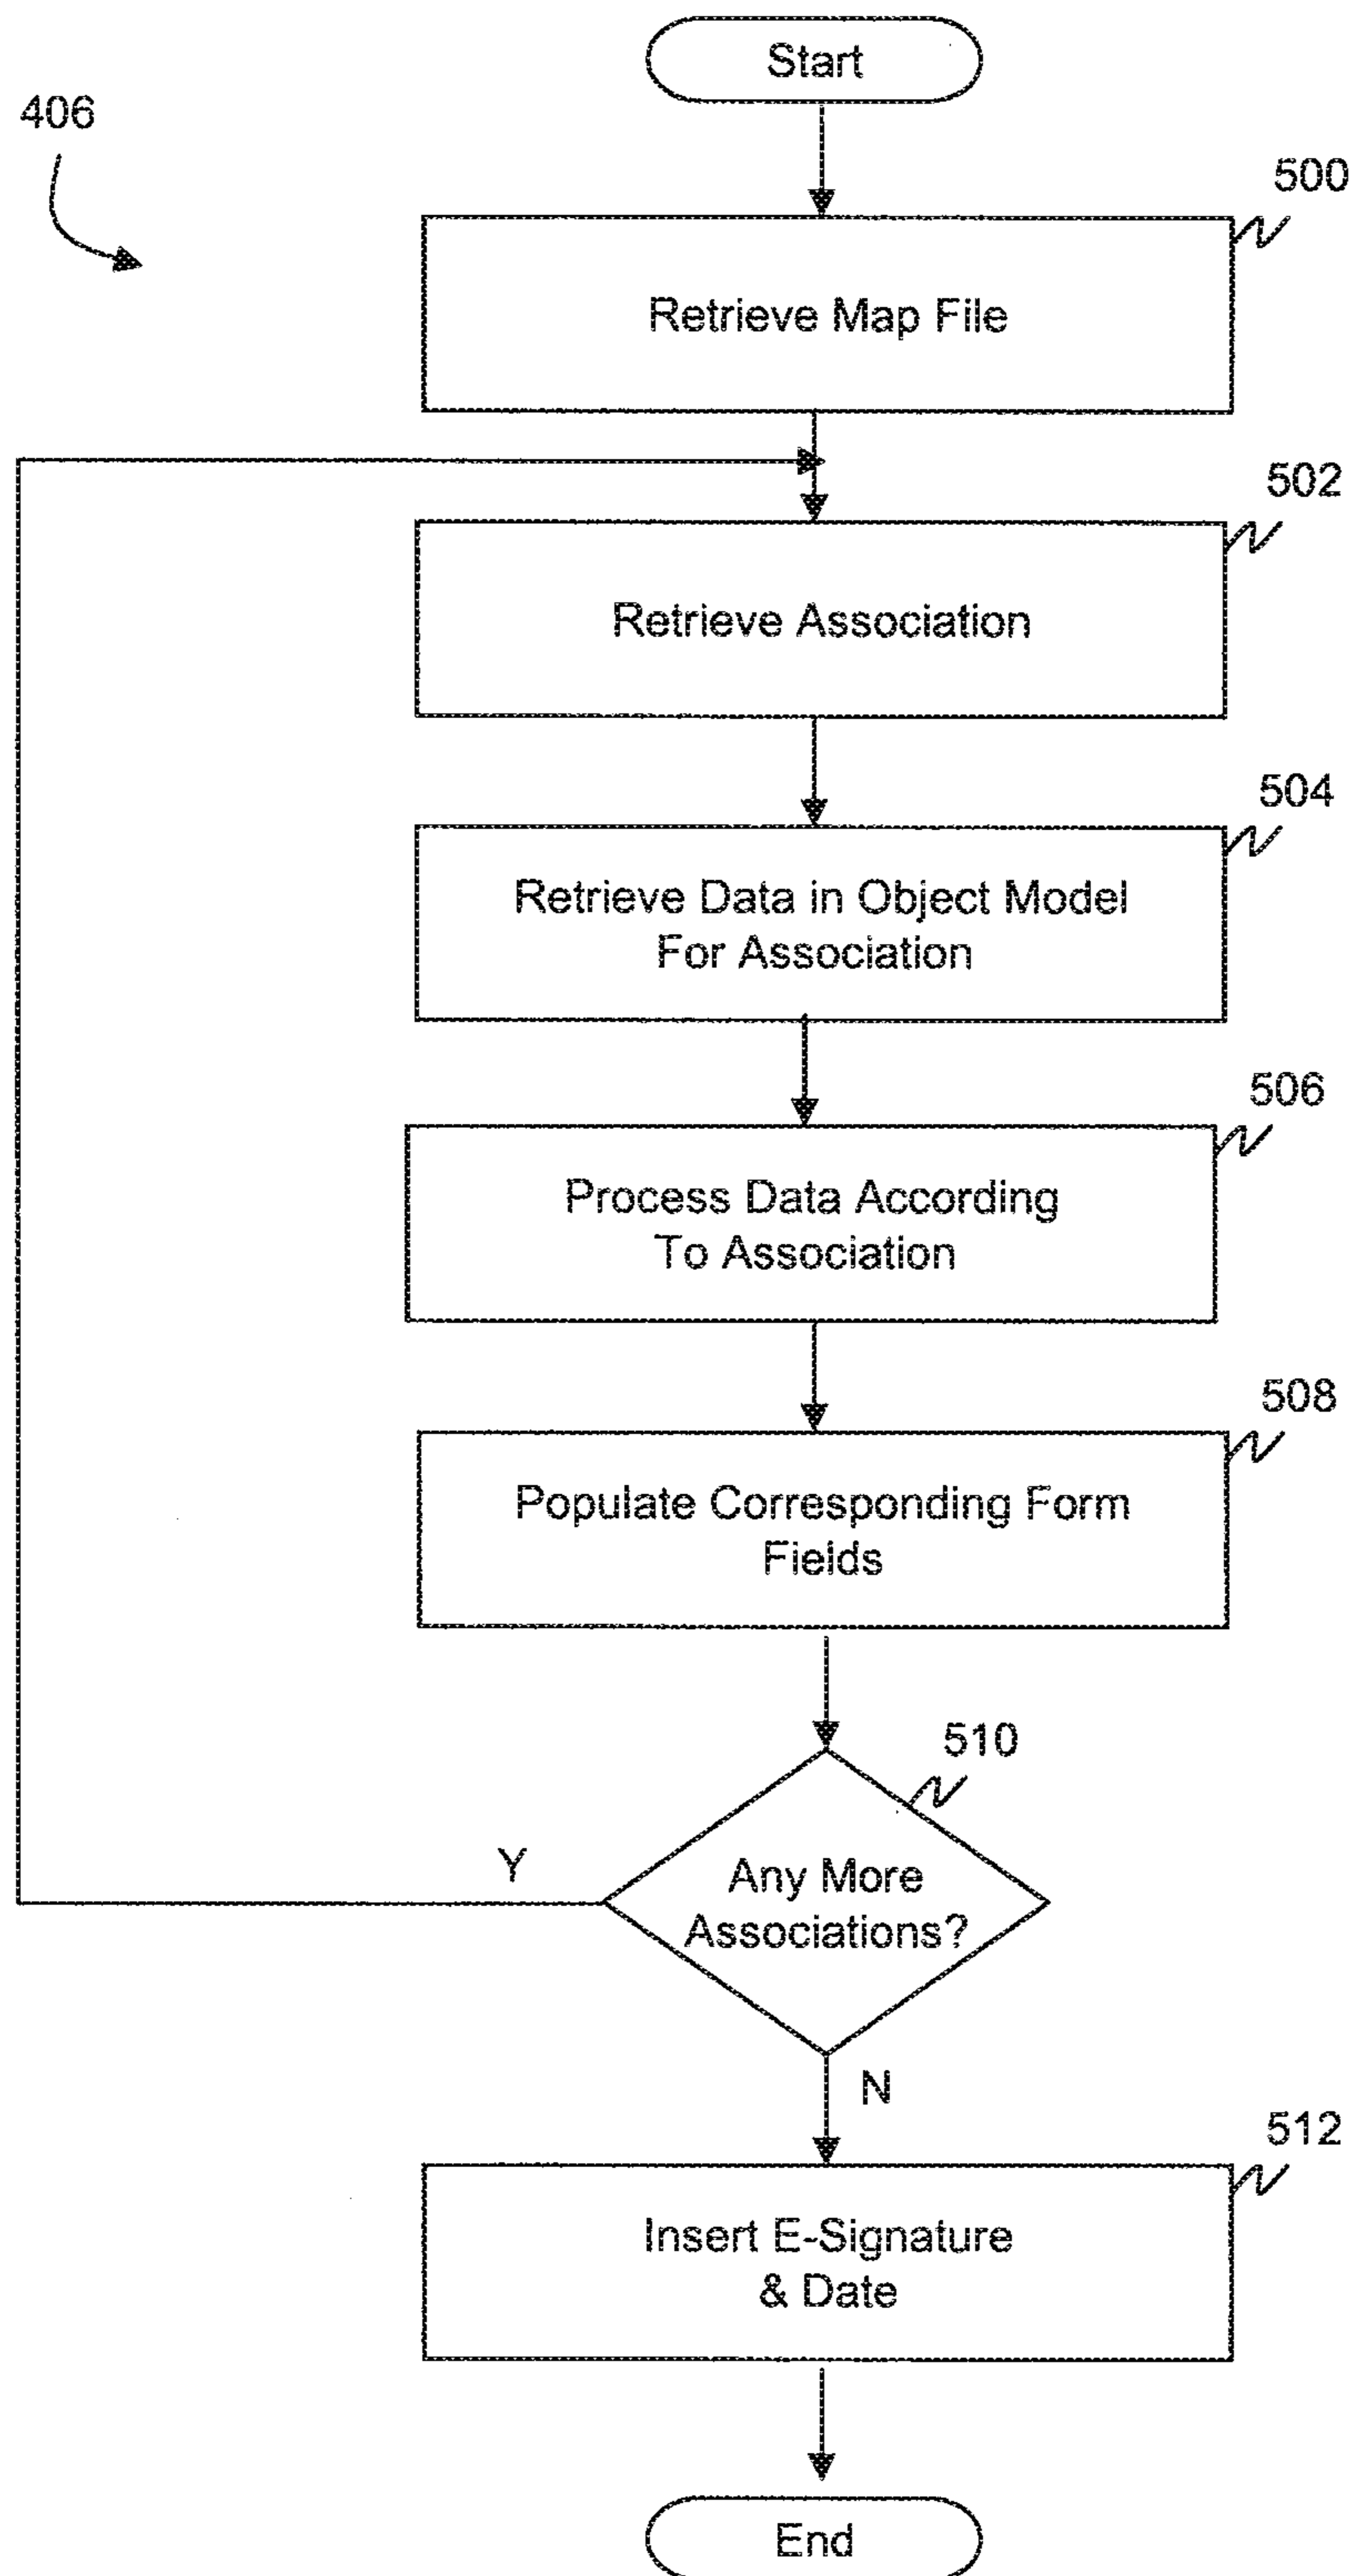 Start
406
500
Retrieve Map File
502
Retrieve Association
504
Retrieve Data in Object Model
For Association
506
Process Data According
To Association
508
Populate Corresponding Form
Fields
510
Any More
Associations?
Y
N
512
Insert E-Signature
& Date
End